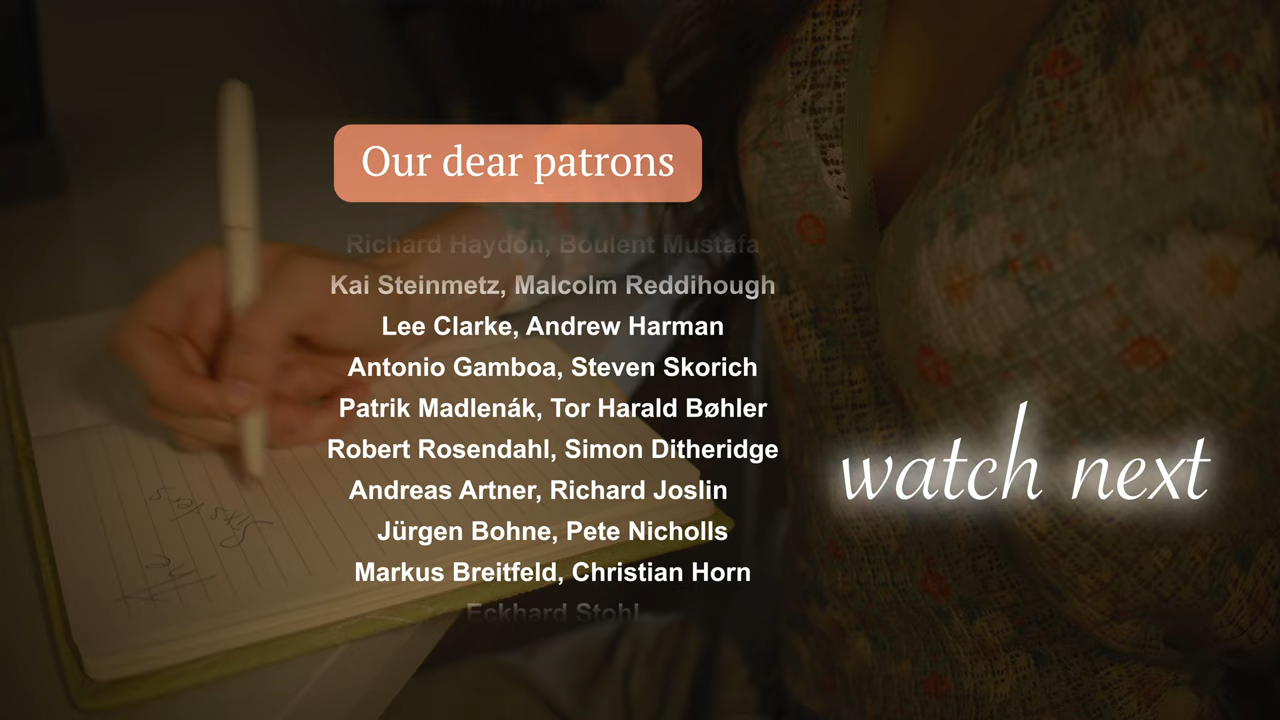 Our dear patrons
Richard Haydon, Boulent Mustafa
Kai Steinmetz, Malcolm Reddihough
Lee Clarke, Andrew Harman
Antonio Gamboa, Steven Skorich
Patrik Madlenák, Tor Harald Bøhler
Robert Rosendahl, Simon Ditheridge
Andreas Artner, Richard Joslin
Jürgen Bohne, Pete Nicholls
Markus Breitfeld, Christian Horn
Eckhard Stohl
watch next
The